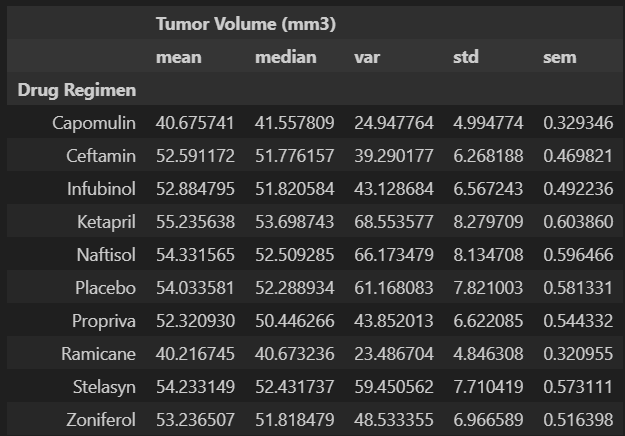 Tumor Volume (mm3)
mean median var std sem
Drug Regimen
Capomulin 40.675741 41.557809 24.947764 4.994774 0.329346
Ceftamin 52.591172 51.776157 39.290177 6.268188 0.469821
Infubinol 52.884795 51.820584 43.128684 6.567243 0.492236
Ketapril 55.235638 53.698743 68.553577 8.279709 0.603860
Naftisol 54.331565 52.509285 66.173479 8.134708 0.596466
Placebo 54.033581 52.288934 61.168083 7.821003 0.581331
Propriva 52.320930 50.446266 43.852013 6.622085 0.544332
Ramicane 40.216745 40.673236 23.486704 4.846308 0.320955
Stelasyn 54.233149 52.431737 59.450562 7.710419 0.573111
Zoniferol 53.236507 51.818479 48.533355 6.966589 0.516398